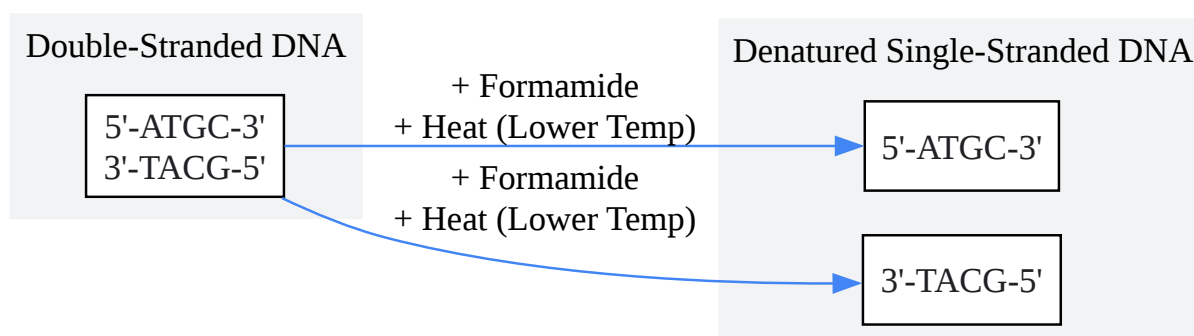 Double-Stranded DNA
5'-ATGC-3'
3'-TACG-5'
+ Formamide
+ Heat (Lower Temp)
+ Formamide
+ Heat (Lower Temp)
Denatured Single-Stranded DNA
5'-ATGC-3'
3'-TACG-5'